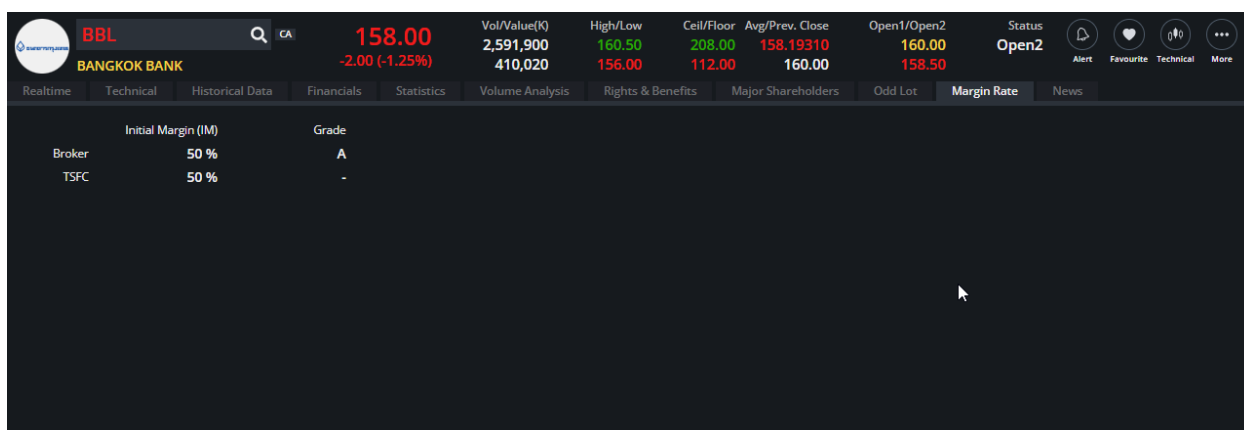 BBL CA
BANGKOK BANK
158.00
-2.00 (-1.25%)
Vol/Value(K) High/Low Ceil/Floor Avg/Prev. Close Open1/Open2 Status
2,591,900 160.50 208.00 158.19310 160.00 Open2
410,020 156.00 112.00 160.00 158.50
Alert Favourite Technical More
Realtime Technical Historical Data Financials Statistics Volume Analysis Rights & Benefits Major Shareholders Odd Lot Margin Rate News
Initial Margin (IM) Grade
Broker 50 % A
TSFC 50 % -